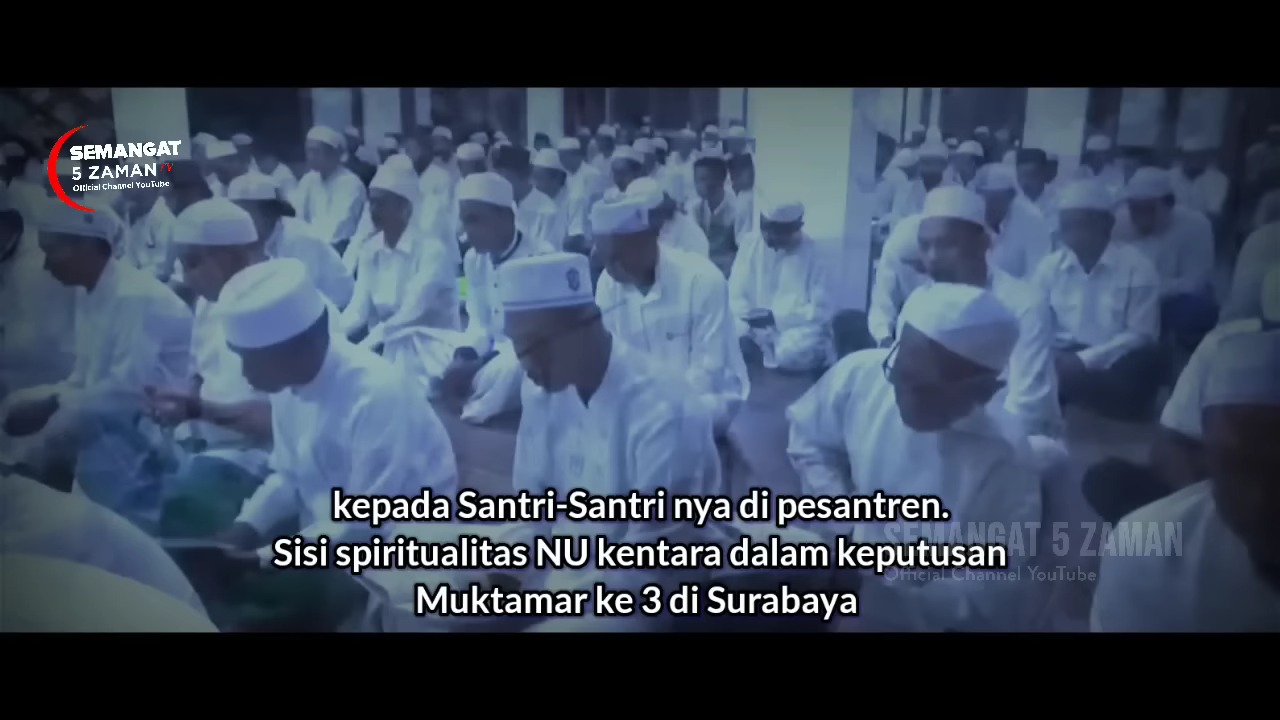 SEMANGAT
5 ZAMAN TV
Official Channel YouTube
kepada Santri-Santri nya di pesantren.
Sisi spiritualitas NU kentara dalam keputusan
Muktamar ke 3 di Surabaya
SEMANGAT 5 ZAMAN
Official Channel YouTube